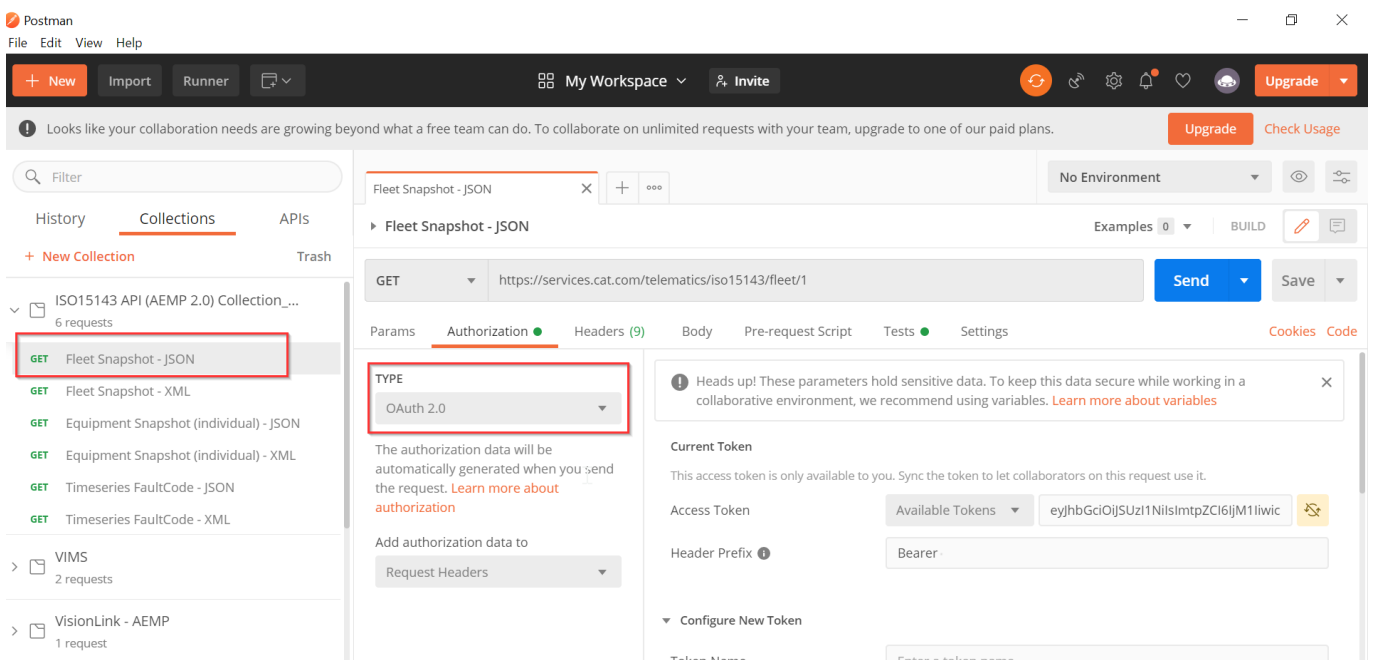 Postman
File Edit View Help
+ New Import Runner My Workspace Invite Upgrade
Looks like your collaboration needs are growing beyond what a free team can do. To collaborate on unlimited requests with your team, upgrade to one of our paid plans. Upgrade Check Usage
Filter
History Collections APIs
+ New Collection Trash
ISO15143 API (AEMP 2.0) Collection_...
6 requests
GET Fleet Snapshot - JSON
GET Fleet Snapshot - XML
GET Equipment Snapshot (individual) - JSON
GET Equipment Snapshot (individual) - XML
GET Timeseries FaultCode - JSON
GET Timeseries FaultCode - XML
VIMS
2 requests
VisionLink - AEMP
1 request
Fleet Snapshot - JSON
No Environment
Fleet Snapshot - JSON Examples 0 BUILD
GET https://services.cat.com/telematics/iso15143/fleet/1 Send Save
Params Authorization Headers (9) Body Pre-request Script Tests Settings Cookies Code
TYPE
OAuth 2.0
The authorization data will be
automatically generated when you send
the request. Learn more about
authorization
Add authorization data to
Request Headers
Heads up! These parameters hold sensitive data. To keep this data secure while working in a
collaborative environment, we recommend using variables. Learn more about variables
Current Token
This access token is only available to you. Sync the token to let collaborators on this request use it.
Access Token Available Tokens eyJhbGciOiJSUzI1NiIsImtpZCI6IjM1Iiwic
Header Prefix Bearer
Configure New Token
Token Name Enter a token name